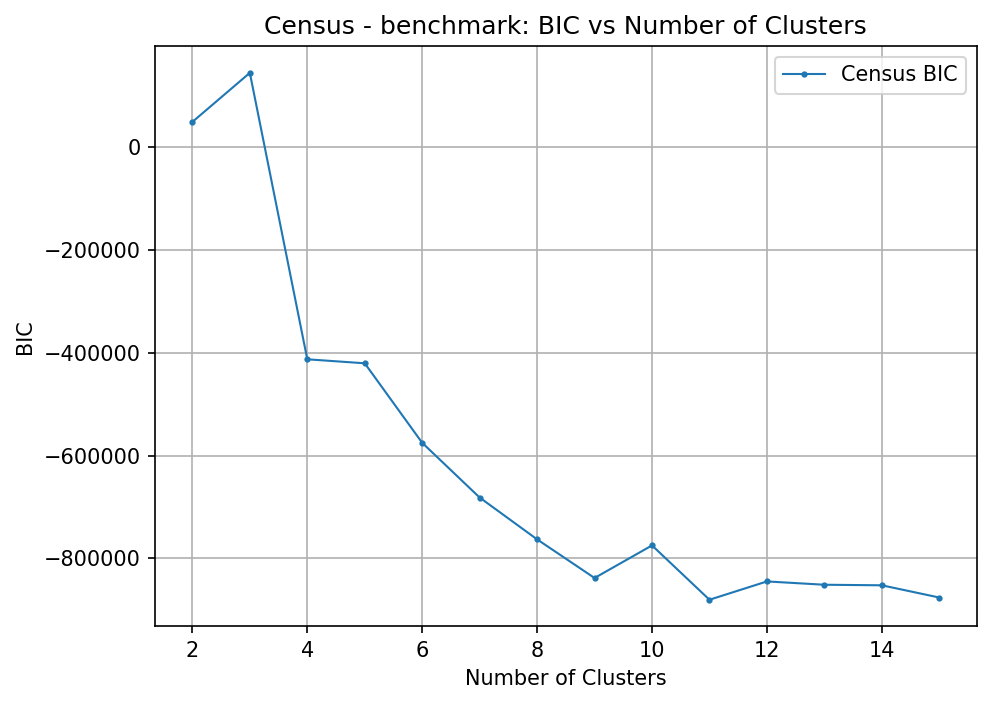 Census - benchmark: BIC vs Number of Clusters
Census BIC
BIC
0
−200000
−400000
−600000
−800000
2 4 6 8 10 12 14
Number of Clusters